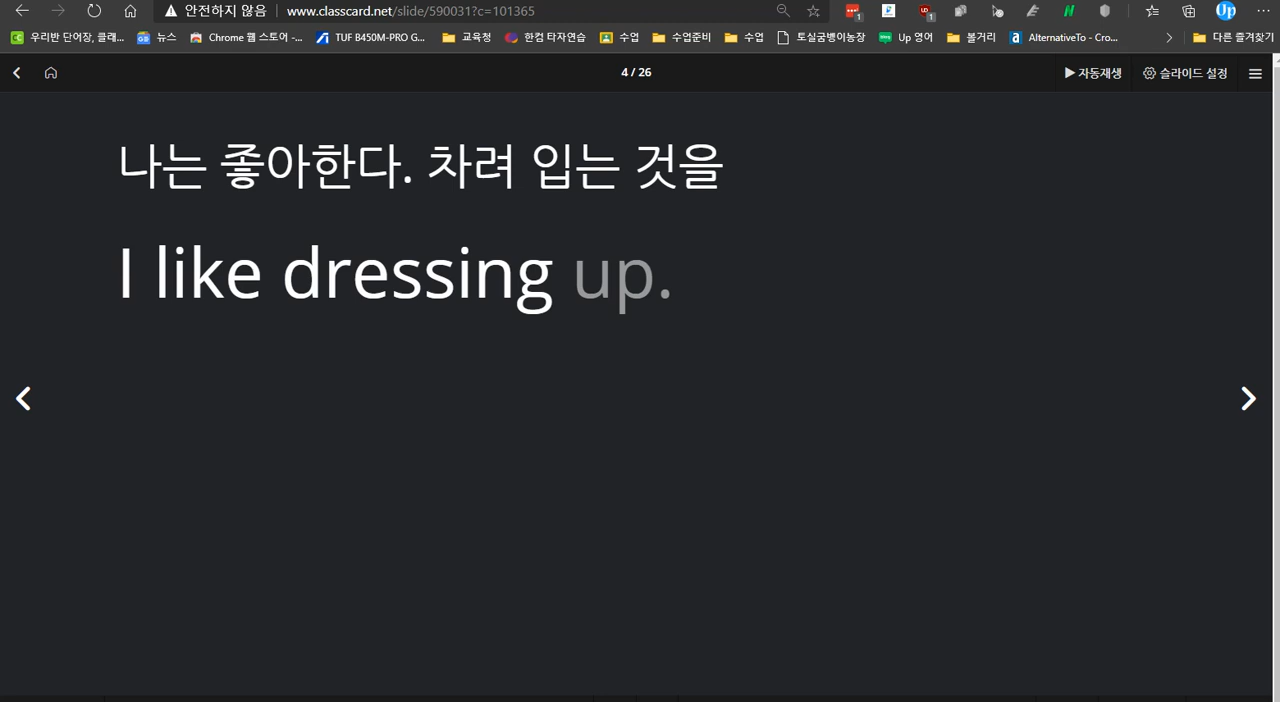 안전하지 않음
www.classcard.net/slide/590031?c=101365
우리반 단어장, 클래...
뉴스
Chrome 웹 스토어 -...
TUF B450M-PRO G...
교육청
한컴 타자연습
수업
수업준비
수업
토실궁뱅이농장
Up 영어
볼거리
AlternativeTo - Cro...
다른 즐겨찾기
4 / 26
자동재생
슬라이드 설정
나는 좋아한다. 차려 입는 것을
I like dressing up.